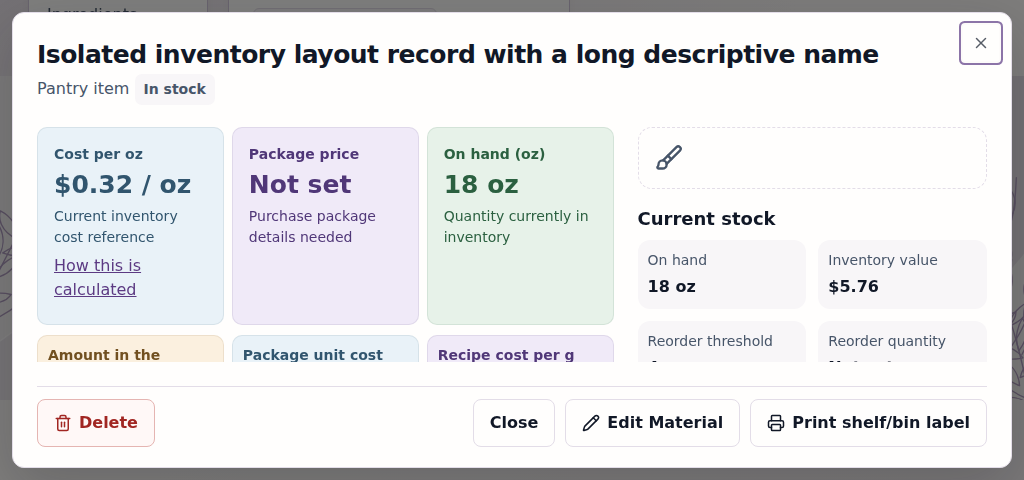 Isolated inventory layout record with a long descriptive name
Pantry item In stock
Cost per oz
$0.32 / oz
Current inventory
cost reference
How this is
calculated
Package price
Not set
Purchase package
details needed
On hand (oz)
18 oz
Quantity currently in
inventory
Amount in the
Package unit cost
Recipe cost per g
Current stock
On hand
18 oz
Inventory value
$5.76
Reorder threshold
Reorder quantity
Delete
Close
Edit Material
Print shelf/bin label